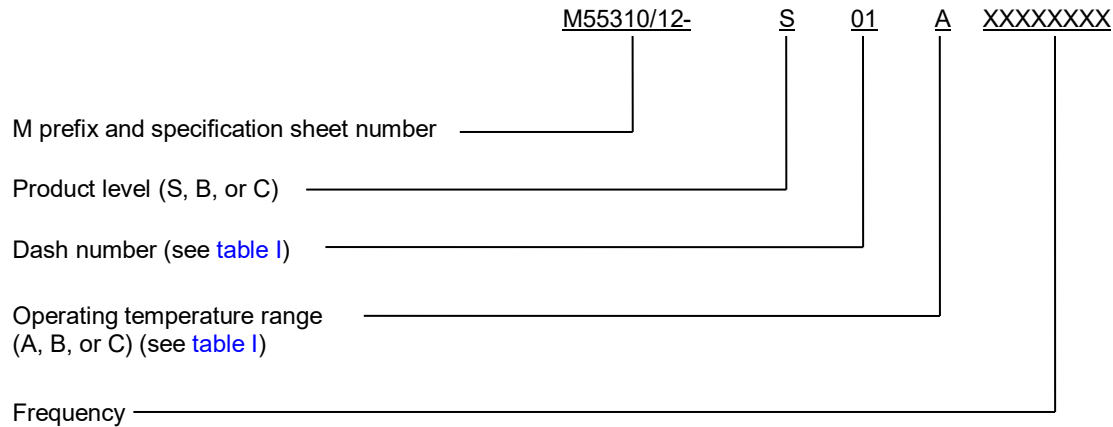 M55310/12- S 01 A XXXXXXXX
M prefix and specification sheet number
Product level (S, B, or C)
Dash number (see table I)
Operating temperature range
(A, B, or C) (see table I)
Frequency